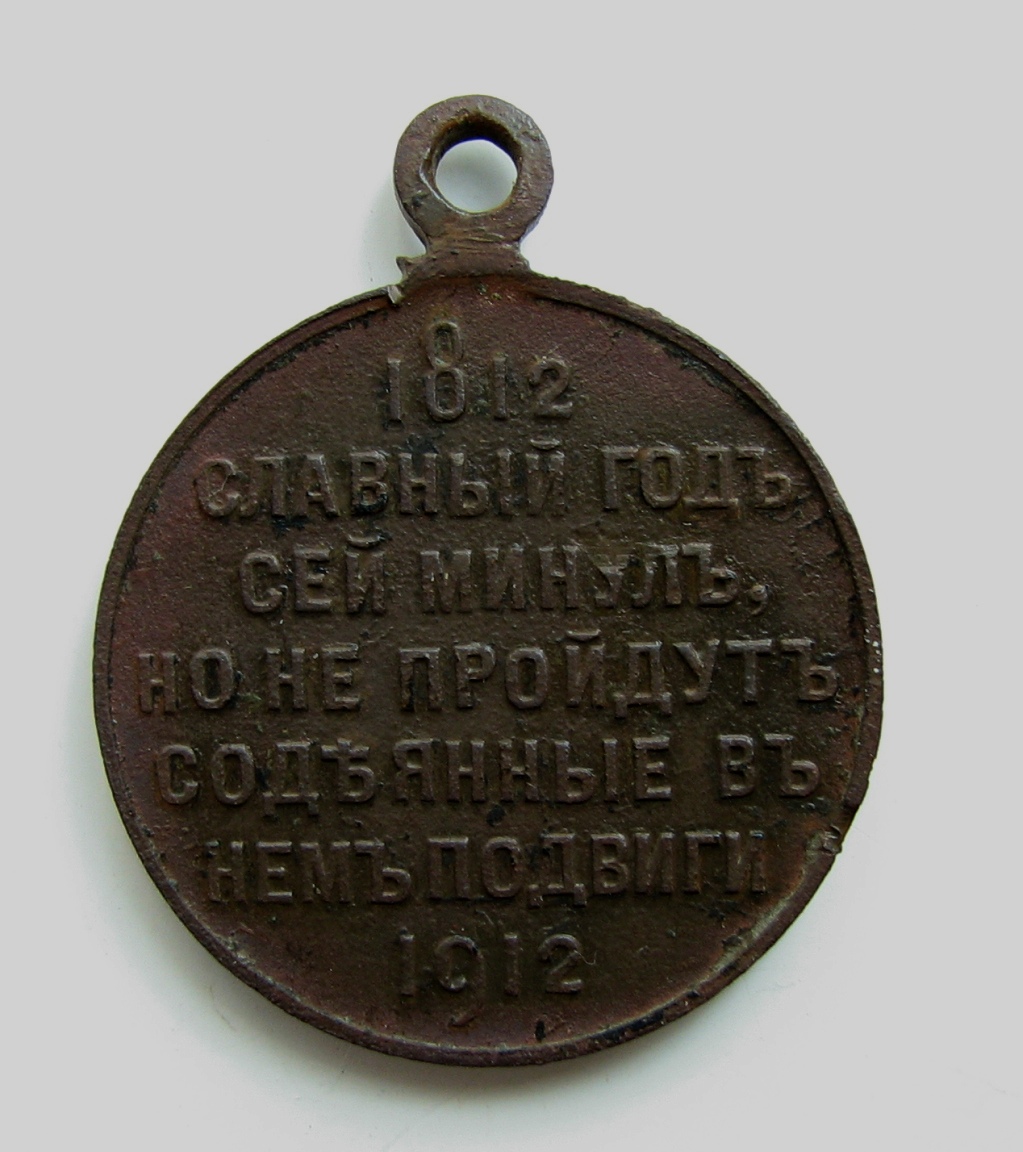 1812
СЛАВНЫЙ ГОДЪ
СЕЙ МИНУЛЪ,
НО НЕ ПРОЙДУТЪ
СОДѢЯННЫЕ ВЪ
НЕМЪ ПОДВИГИ
1912